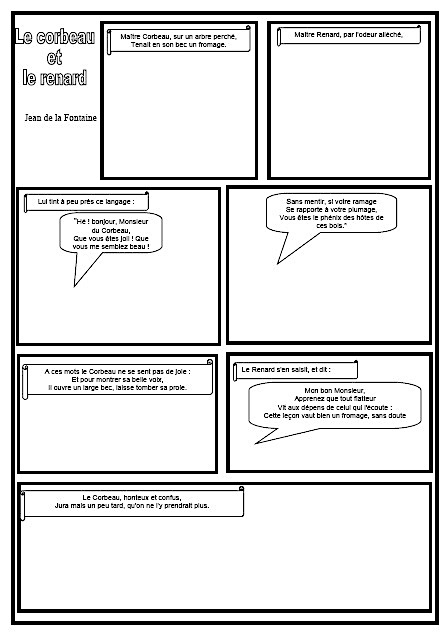 Le corbeau
et
le renard
Jean de la Fontaine
Maître Corbeau, sur un arbre perché,
Tenait en son bec un fromage.
Maître Renard, par l'odeur alléché,
Lui tint à peu près ce langage :
"Hé ! bonjour, Monsieur
du Corbeau,
Que vous êtes joli ! Que
vous me semblez beau !
Sans mentir, si votre ramage
Se rapporte à votre plumage,
Vous êtes le phénix des hôtes de
ces bois."
A ces mots le Corbeau ne se sent pas de joie :
Et pour montrer sa belle voix,
Il ouvre un large bec, laisse tomber sa proie.
Le Renard s'en saisit, et dit :
Mon bon Monsieur,
Apprenez que tout flatteur
Vit aux dépens de celui qui l'écoute :
Cette leçon vaut bien un fromage, sans doute
Le Corbeau, honteux et confus,
Jura mais un peu tard, qu'on ne l'y prendrait plus.